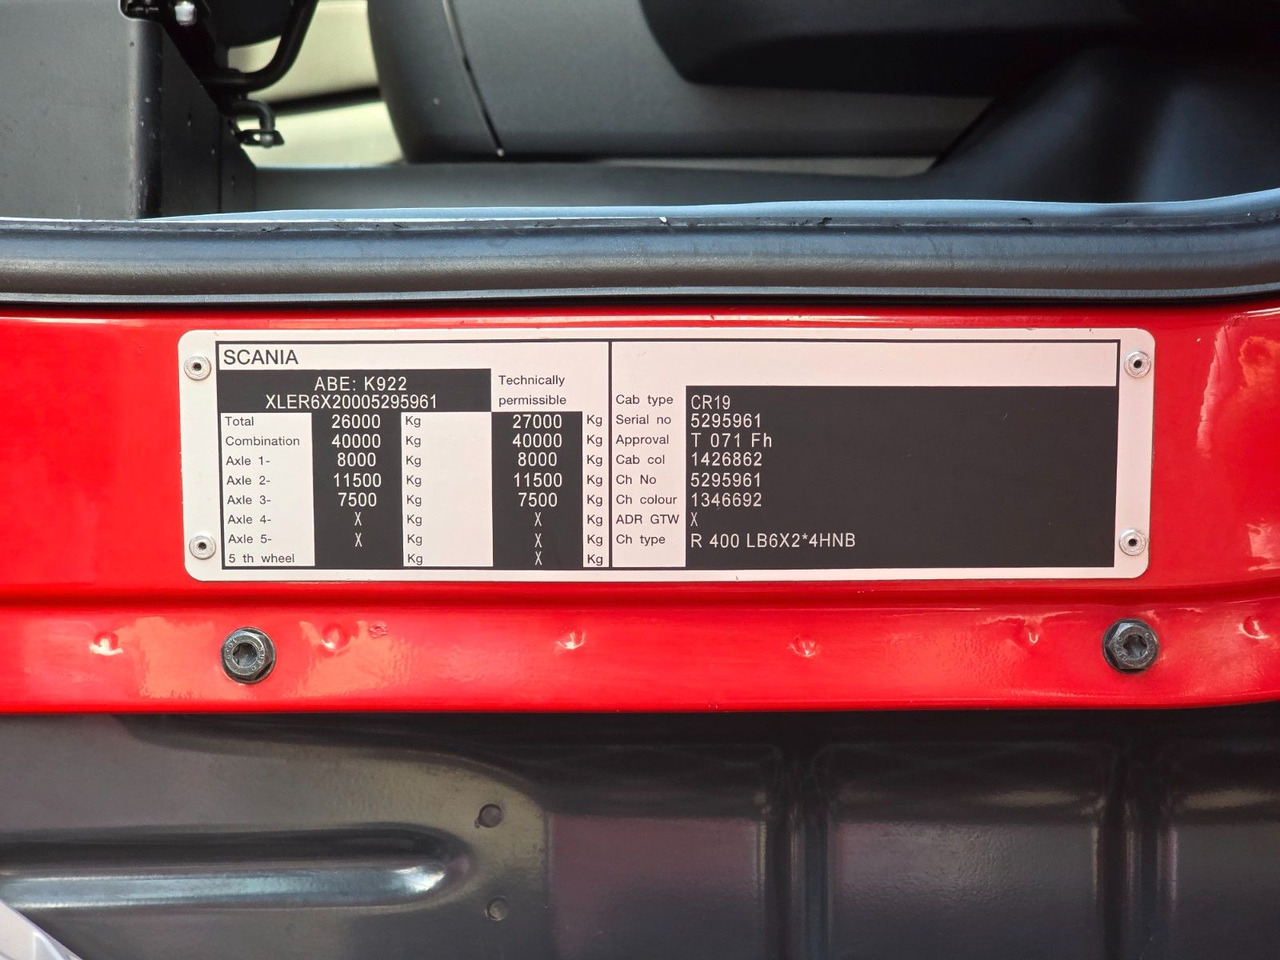 SCANIA
ABE: K922
XLER6X20005295961
Technically
permissible
Total 26000 Kg 27000 Kg
Combination 40000 Kg 40000 Kg
Axle 1- 8000 Kg 8000 Kg
Axle 2- 11500 Kg 11500 Kg
Axle 3- 7500 Kg 7500 Kg
Axle 4- X Kg X Kg
Axle 5- X Kg X Kg
5 th wheel Kg X Kg
Cab type CR19
Serial no 5295961
Approval T 071 Fh
Cab col 1426862
Ch No 5295961
Ch colour 1346692
ADR GTW X
Ch type R 400 LB6X2*4HNB